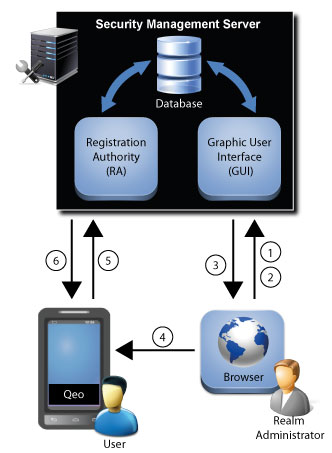 Security Management Server
Database
Registration
Authority
(RA)
Graphic User
Interface
(GUI)
6
5
3
1
2
4
Qeo
Browser
User
Realm
Administrator